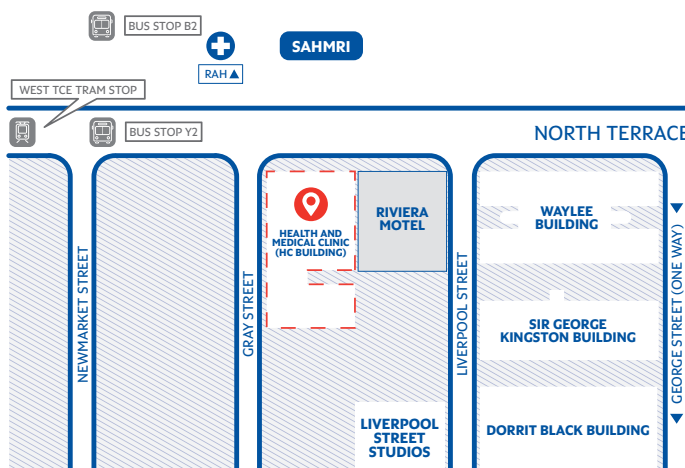 BUS STOP B2
SAHMRI
RAH ▲
WEST TCE TRAM STOP
BUS STOP Y2
NORTH TERRACE
NEWMARKET STREET
GRAY STREET
HEALTH AND
MEDICAL CLINIC
(HC BUILDING)
RIVIERA
MOTEL
LIVERPOOL STREET
WAYLEE
BUILDING
SIR GEORGE
KINGSTON BUILDING
GEORGE STREET (ONE WAY)
LIVERPOOL
STREET
STUDIOS
DORRIT BLACK BUILDING